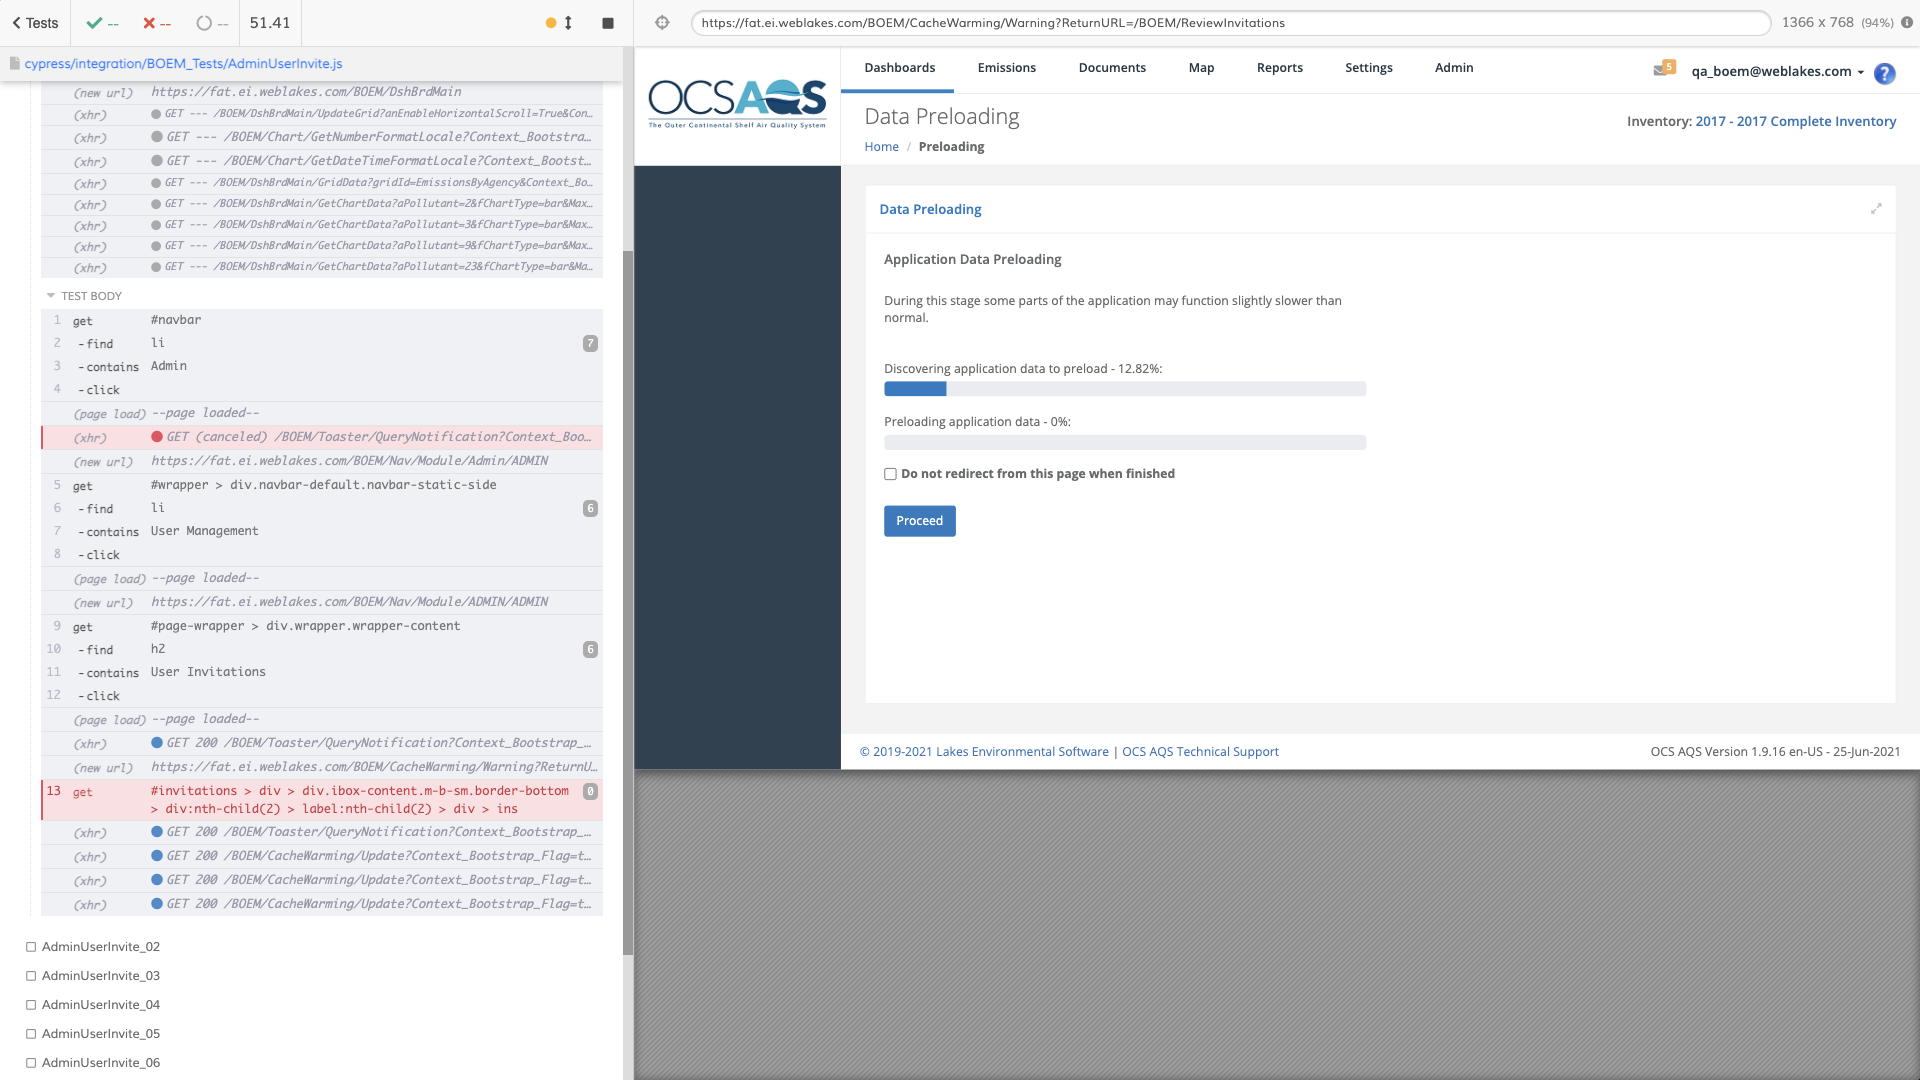 Tests
--
--
--
51.41
https://fat.ei.weblakes.com/BOEM/CacheWarming/Warning?ReturnURL=/BOEM/ReviewInvitations
1366 x 768 (94%)
cypress/integration/BOEM_Tests/AdminUserInvite.js
(new url) https://fat.ei.weblakes.com/BOEM/DshBrdMain
(xhr) GET --- /BOEM/DshBrdMain/UpdateGrid?anEnableHorizontalScroll=True&Con...
(xhr) GET --- /BOEM/Chart/GetNumberFormatLocale?Context_Bootstra...
(xhr) GET --- /BOEM/Chart/GetDateTimeFormatLocale?Context_Bootst...
(xhr) GET --- /BOEM/DshBrdMain/GridData?gridId=EmissionsByAgency&Context_Bo...
(xhr) GET --- /BOEM/DshBrdMain/GetChartData?aPollutant=2&fChartType=bar&Max...
(xhr) GET --- /BOEM/DshBrdMain/GetChartData?aPollutant=3&fChartType=bar&Max...
(xhr) GET --- /BOEM/DshBrdMain/GetChartData?aPollutant=9&fChartType=bar&Max...
(xhr) GET --- /BOEM/DshBrdMain/GetChartData?aPollutant=23&fChartType=bar&Ma...
TEST BODY
1 get #navbar
2 -find li 7
3 -contains Admin
4 -click
(page load) --page loaded--
(xhr) GET (canceled) /BOEM/Toaster/QueryNotification?Context_Boo...
(new url) https://fat.ei.weblakes.com/BOEM/Nav/Module/Admin/ADMIN
5 get #wrapper > div.navbar-default.navbar-static-side
6 -find li 6
7 -contains User Management
8 -click
(page load) --page loaded--
(new url) https://fat.ei.weblakes.com/BOEM/Nav/Module/ADMIN/ADMIN
9 get #page-wrapper > div.wrapper.wrapper-content
10 -find h2 6
11 -contains User Invitations
12 -click
(page load) --page loaded--
(xhr) GET 200 /BOEM/Toaster/QueryNotification?Context_Bootstrap_...
(new url) https://fat.ei.weblakes.com/BOEM/CacheWarming/Warning?ReturnU...
13 get #invitations > div > div.ibox-content.m-b-sm.border-bottom 0
> div:nth-child(2) > label:nth-child(2) > div > ins
(xhr) GET 200 /BOEM/Toaster/QueryNotification?Context_Bootstrap_...
(xhr) GET 200 /BOEM/CacheWarming/Update?Context_Bootstrap_Flag=t...
(xhr) GET 200 /BOEM/CacheWarming/Update?Context_Bootstrap_Flag=t...
(xhr) GET 200 /BOEM/CacheWarming/Update?Context_Bootstrap_Flag=t...
AdminUserInvite_02
AdminUserInvite_03
AdminUserInvite_04
AdminUserInvite_05
AdminUserInvite_06
OCSAQS
The Outer Continental Shelf Air Quality System
Dashboards Emissions Documents Map Reports Settings Admin
5
qa_boem@weblakes.com
?
Data Preloading
Inventory: 2017 - 2017 Complete Inventory
Home / Preloading
Data Preloading
Application Data Preloading
During this stage some parts of the application may function slightly slower than
normal.
Discovering application data to preload - 12.82%:
Preloading application data - 0%:
Do not redirect from this page when finished
Proceed
© 2019-2021 Lakes Environmental Software | OCS AQS Technical Support
OCS AQS Version 1.9.16 en-US - 25-Jun-2021